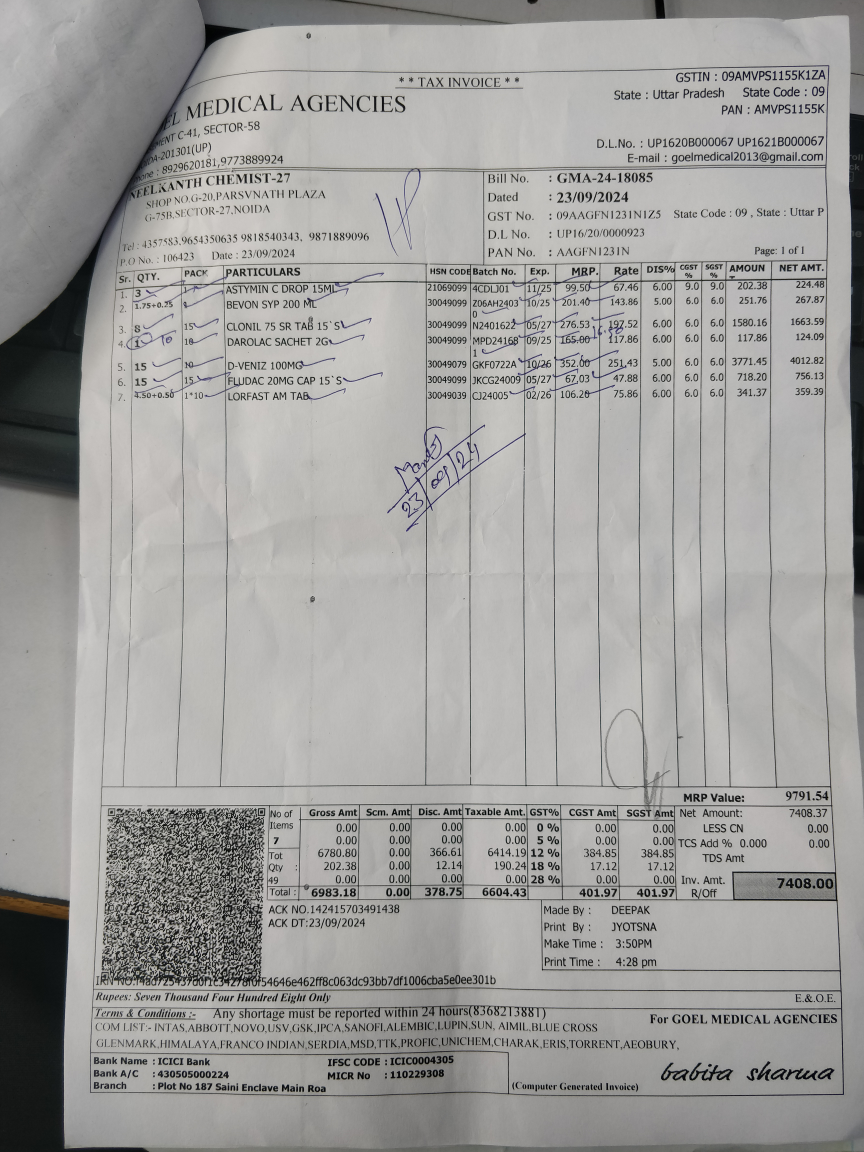 * * TAX INVOICE * *
GSTIN : 09AMVPS1155K1ZA
State : Uttar Pradesh State Code : 09
PAN : AMVPS1155K
EL MEDICAL AGENCIES
MENT C-41, SECTOR-58
DA-201301(UP)
one : 8929620181,9773889924
D.L.No. : UP1620B000067 UP1621B000067
E-mail : goelmedical2013@gmail.com
NEELKANTH CHEMIST-27
SHOP NO.G-20,PARSVNATH PLAZA
G-75B,SECTOR-27,NOIDA
Tel : 4357583,9654350635 9818540343, 9871889096
P.O No. : 106423 Date : 23/09/2024
Bill No. : GMA-24-18085
Dated : 23/09/2024
GST No. : 09AAGFN1231N1Z5 State Code : 09 , State : Uttar P
D.L No. : UP16/20/0000923
PAN No. : AAGFN1231N Page: 1 of 1
Sr. QTY. PACK PARTICULARS HSN CODE Batch No. Exp. MRP. Rate DIS% CGST % SGST % AMOUN T NET AMT.
1. 3 ASTYMIN C DROP 15ML 21069099 4CDLJ01 11/25 99.50 67.46 6.00 9.0 9.0 202.38 224.48
2. 1.75+0.25 BEVON SYP 200 ML 30049099 Z06AH2403 10/25 201.40 143.86 5.00 6.0 6.0 251.76 267.87
0
3. 8 15 CLONIL 75 SR TAB 15`S 30049099 N2401622 05/27 276.53 197.52 6.00 6.0 6.0 1580.16 1663.59
4. 1 10 10 DAROLAC SACHET 2G 30049099 MPD24168 09/25 165.00 117.86 6.00 6.0 6.0 117.86 124.09
1
5. 15 10 D-VENIZ 100MG 30049079 GKF0722A 10/26 352.00 251.43 5.00 6.0 6.0 3771.45 4012.82
6. 15 15 FLUDAC 20MG CAP 15`S 30049099 JKCG24009 05/27 67.03 47.88 6.00 6.0 6.0 718.20 756.13
7. 4.50+0.50 1*10 LORFAST AM TAB 30049039 CJ24005 02/26 106.20 75.86 6.00 6.0 6.0 341.37 359.39
23/09/24
MRP Value: 9791.54
No of Items 7 Tot Qty : 49
Gross Amt Scm. Amt Disc. Amt Taxable Amt. GST% CGST Amt SGST Amt
0.00 0.00 0.00 0.00 0 % 0.00 0.00
0.00 0.00 0.00 0.00 5 % 0.00 0.00
6780.80 0.00 366.61 6414.19 12 % 384.85 384.85
202.38 0.00 12.14 190.24 18 % 17.12 17.12
0.00 0.00 0.00 0.00 28 % 0.00 0.00
Total : 6983.18 0.00 378.75 6604.43 401.97 401.97
Net Amount: 7408.37
LESS CN 0.00
TCS Add % 0.000 0.00
TDS Amt
Inv. Amt. 7408.00
R/Off
ACK NO.142415703491438
ACK DT:23/09/2024
Made By : DEEPAK
Print By : JYOTSNA
Make Time : 3:50PM
Print Time : 4:28 pm
Rupees: Seven Thousand Four Hundred Eight Only E.&O.E.
Terms & Conditions :- Any shortage must be reported within 24 hours(8368213881)
COM LIST:- INTAS,ABBOTT,NOVO,USV,GSK,IPCA,SANOFI,ALEMBIC,LUPIN,SUN, AIMIL,BLUE CROSS
GLENMARK,HIMALAYA,FRANCO INDIAN,SERDIA,MSD,TTK,PROFIC,UNICHEM,CHARAK,ERIS,TORRENT,AEOBURY,
For GOEL MEDICAL AGENCIES
Bank Name : ICICI Bank IFSC CODE : ICIC0004305
Bank A/C : 430505000224 MICR No : 110229308
Branch : Plot No 187 Saini Enclave Main Roa
(Computer Generated Invoice)
babita sharma